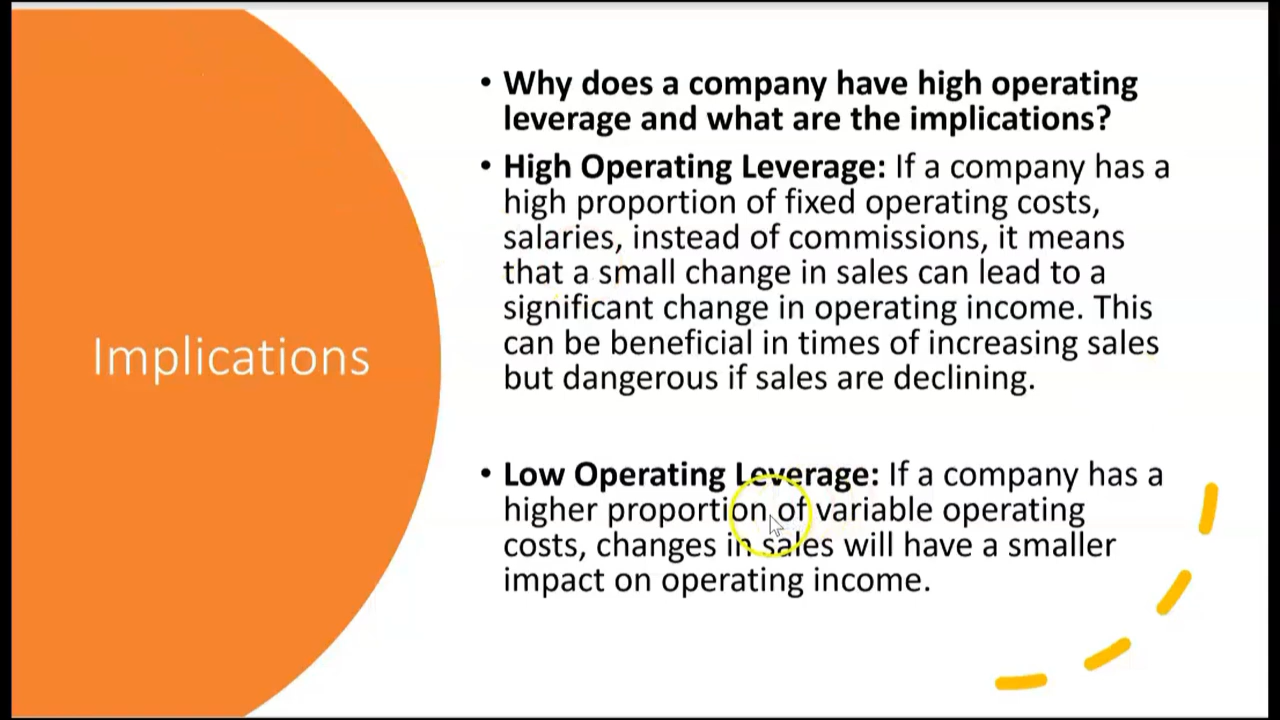 Implications
• Why does a company have high operating
leverage and what are the implications?
• High Operating Leverage: If a company has a
high proportion of fixed operating costs,
salaries, instead of commissions, it means
that a small change in sales can lead to a
significant change in operating income. This
can be beneficial in times of increasing sales
but dangerous if sales are declining.
• Low Operating Leverage: If a company has a
higher proportion of variable operating
costs, changes in sales will have a smaller
impact on operating income.